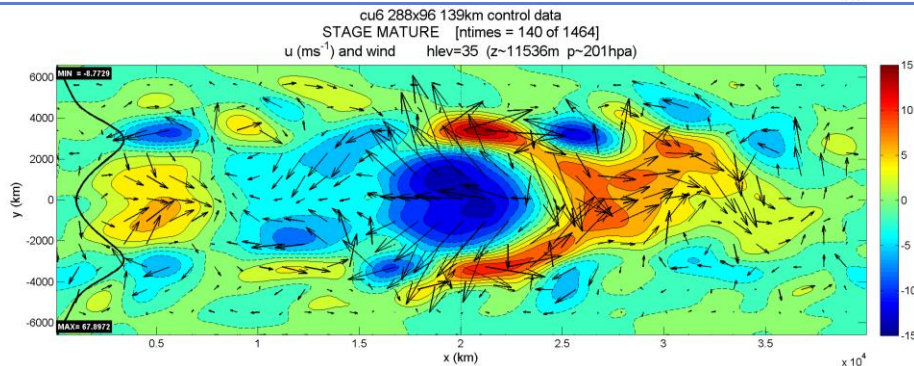 cu6 288x96 139km control data
STAGE MATURE [ntimes = 140 of 1464]
u (ms-1) and wind hlev=35 (z~11536m p~201hpa)
MIN = -8.7729
6000
4000
2000
0
-2000
-4000
-6000
y (km)
MAX= 67.8972
0.5
1
1.5
2
2.5
3
3.5
x (km)
x 10^4
15
10
5
0
-5
-10
-15